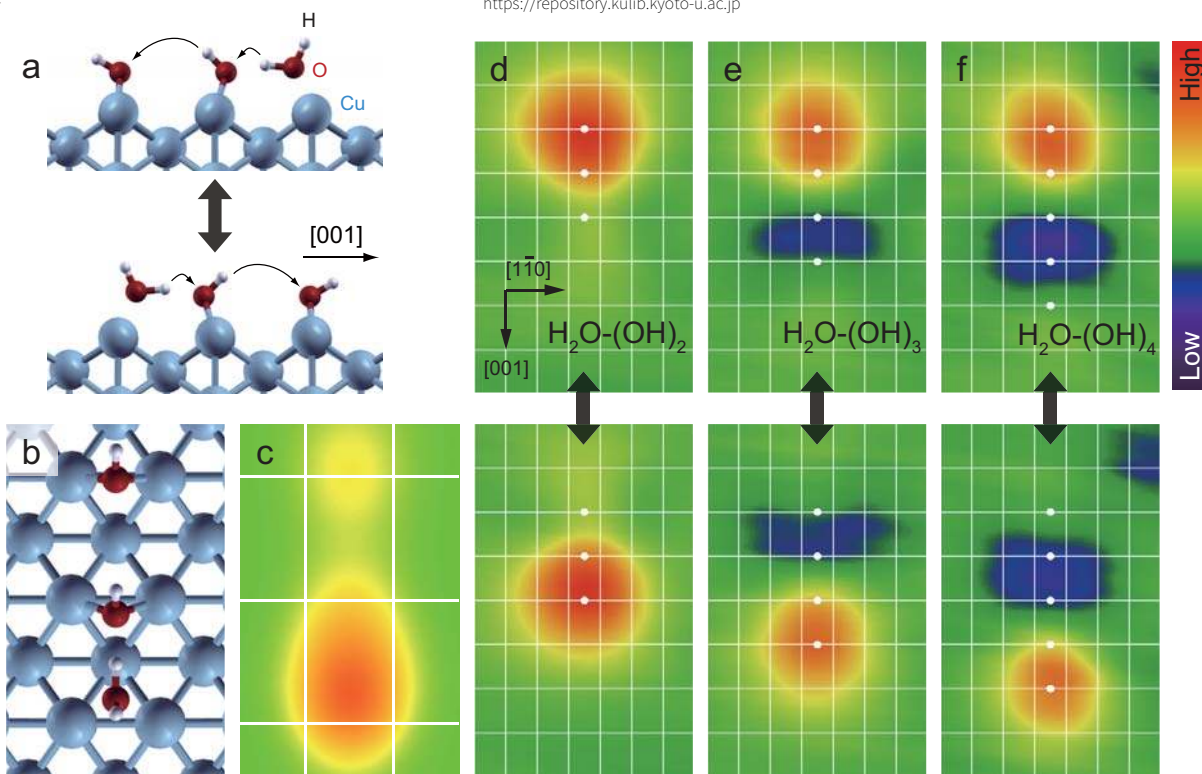 https://repository.kulib.kyoto-u.ac.jp
a
H
O
Cu
[001]
b
c
d
[11̅0]
[001]
H₂O-(OH)₂
e
H₂O-(OH)₃
f
H₂O-(OH)₄
High
Low